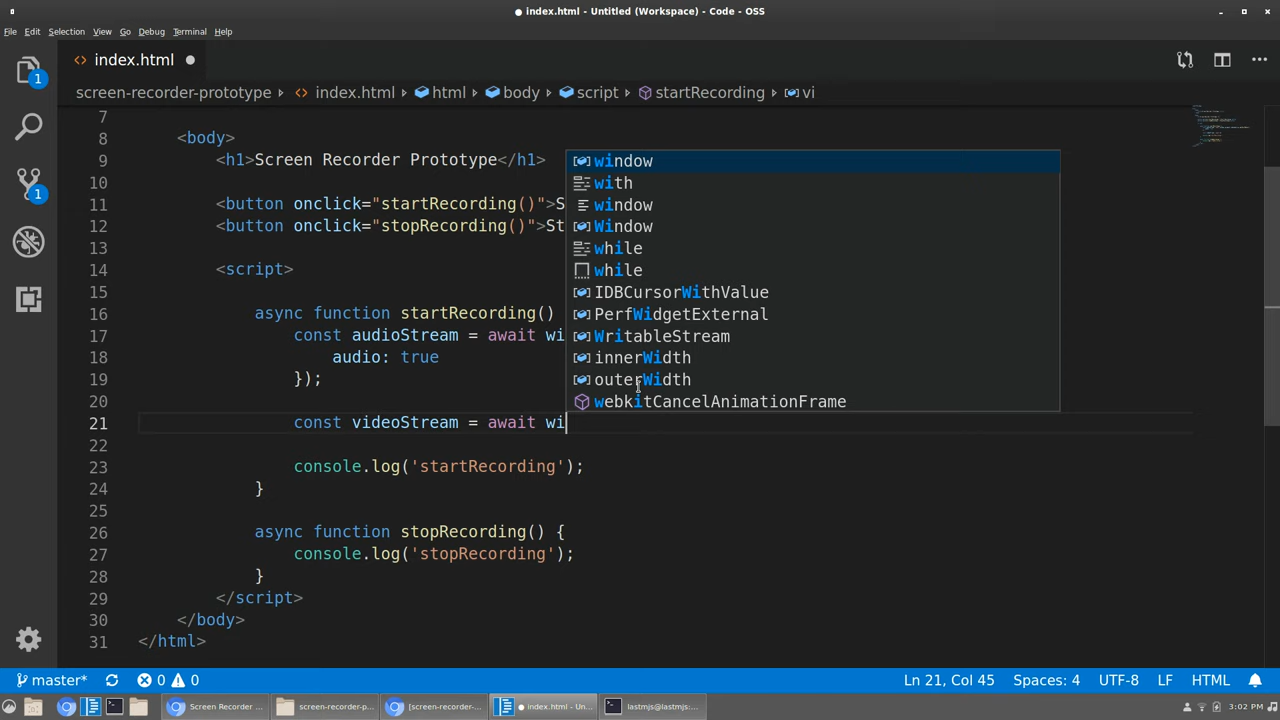 ● index.html - Untitled (Workspace) - Code - OSS
File Edit Selection View Go Debug Terminal Help
index.html ●
screen-recorder-prototype index.html html body script startRecording vi
7
8 <body>
9 <h1>Screen Recorder Prototype</h1>
10
11 <button onclick="startRecording()">S
12 <button onclick="stopRecording()">St
13
14 <script>
15
16 async function startRecording()
17 const audioStream = await wi
18 audio: true
19 });
20
21 const videoStream = await wi
22
23 console.log('startRecording');
24 }
25
26 async function stopRecording() {
27 console.log('stopRecording');
28 }
29 </script>
30 </body>
31 </html>
window
with
window
Window
while
while
IDBCursorWithValue
PerfWidgetExternal
WritableStream
innerWidth
outerWidth
webkitCancelAnimationFrame
1
1
master* 0 0 Ln 21, Col 45 Spaces: 4 UTF-8 LF HTML
Screen Recorder ... screen-recorder-p... [screen-recorder-... ● index.html - Un... lastmjs@lastmjs:... 3:02 PM